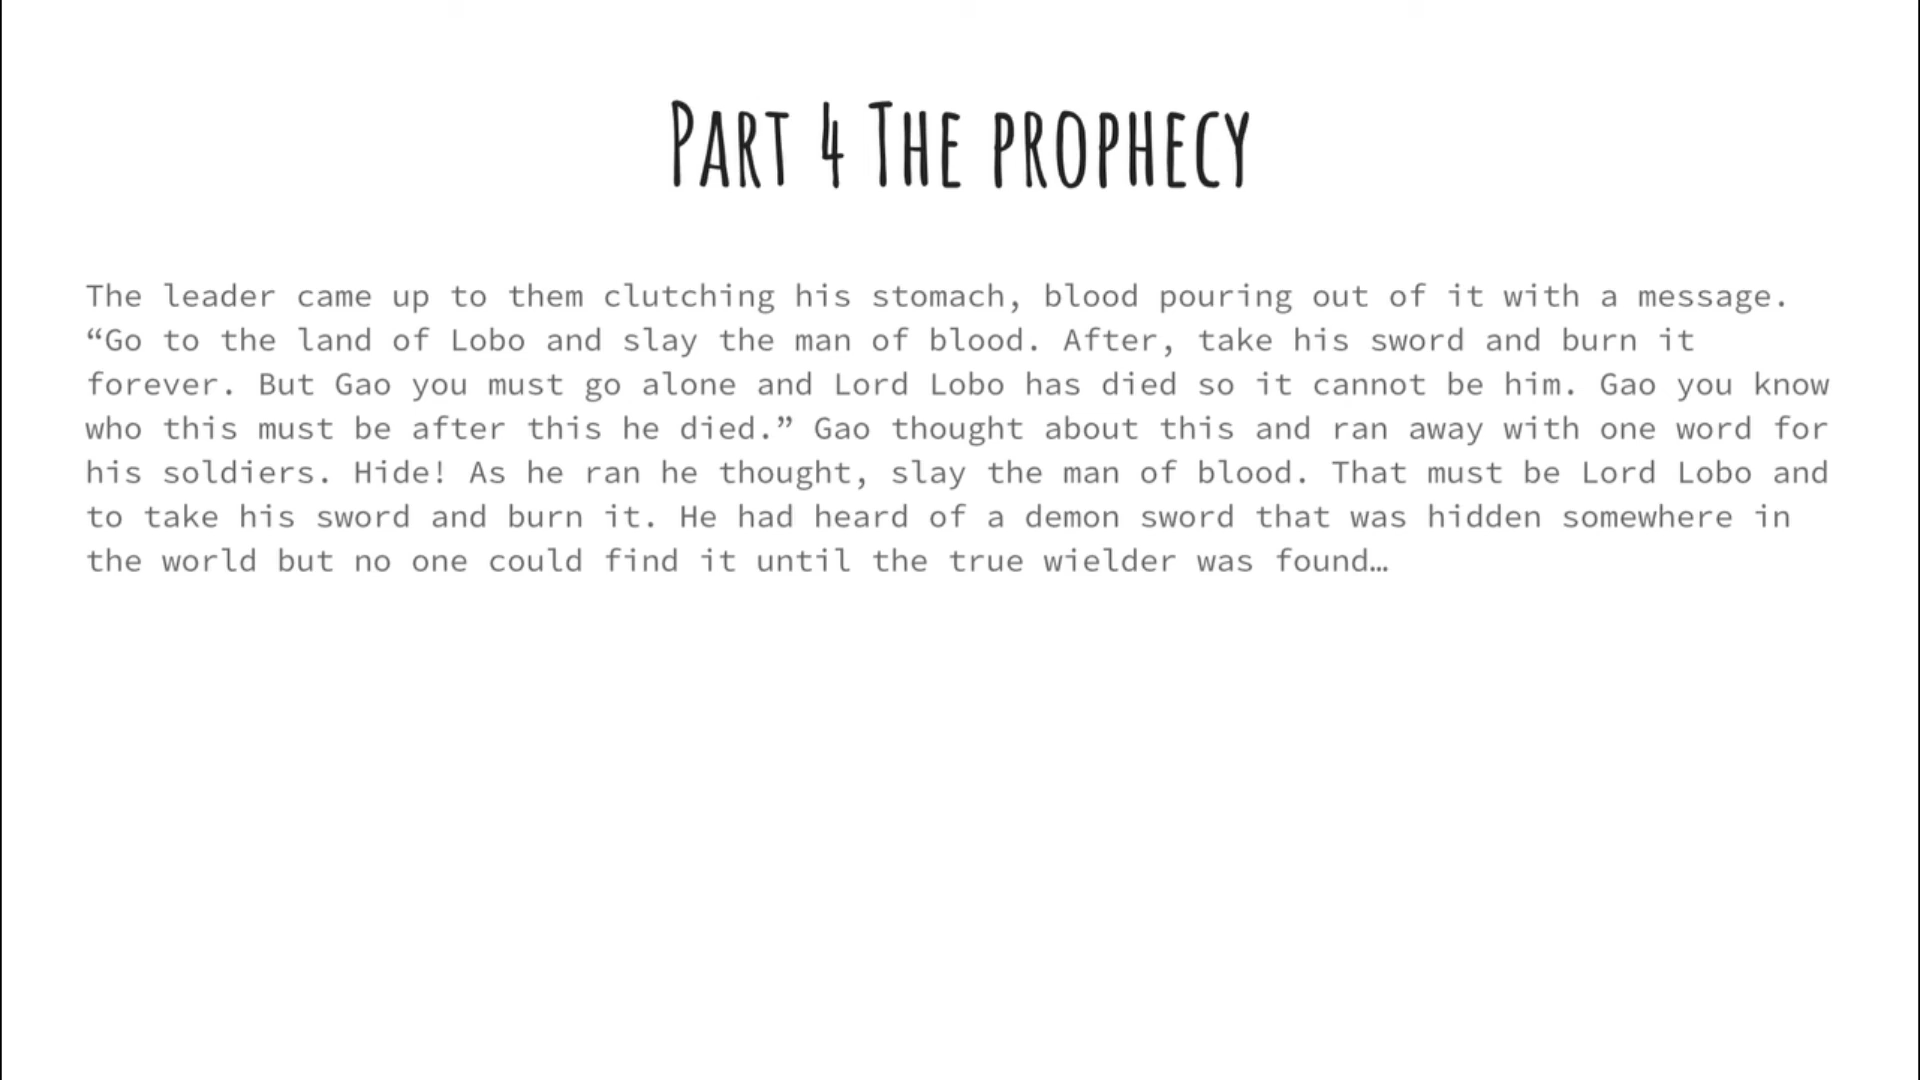 Part 4 The prophecy
The leader came up to them clutching his stomach, blood pouring out of it with a message.
“Go to the land of Lobo and slay the man of blood. After, take his sword and burn it
forever. But Gao you must go alone and Lord Lobo has died so it cannot be him. Gao you know
who this must be after this he died.” Gao thought about this and ran away with one word for
his soldiers. Hide! As he ran he thought, slay the man of blood. That must be Lord Lobo and
to take his sword and burn it. He had heard of a demon sword that was hidden somewhere in
the world but no one could find it until the true wielder was found…